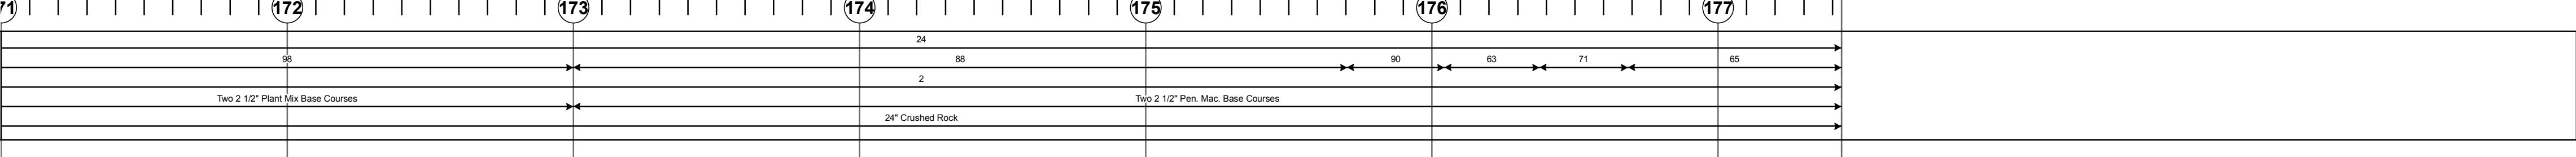 71 172 173 174 175 176 177
24
98 88 90 63 71 65
2
Two 2 1/2" Plant Mix Base Courses Two 2 1/2" Pen. Mac. Base Courses
24" Crushed Rock